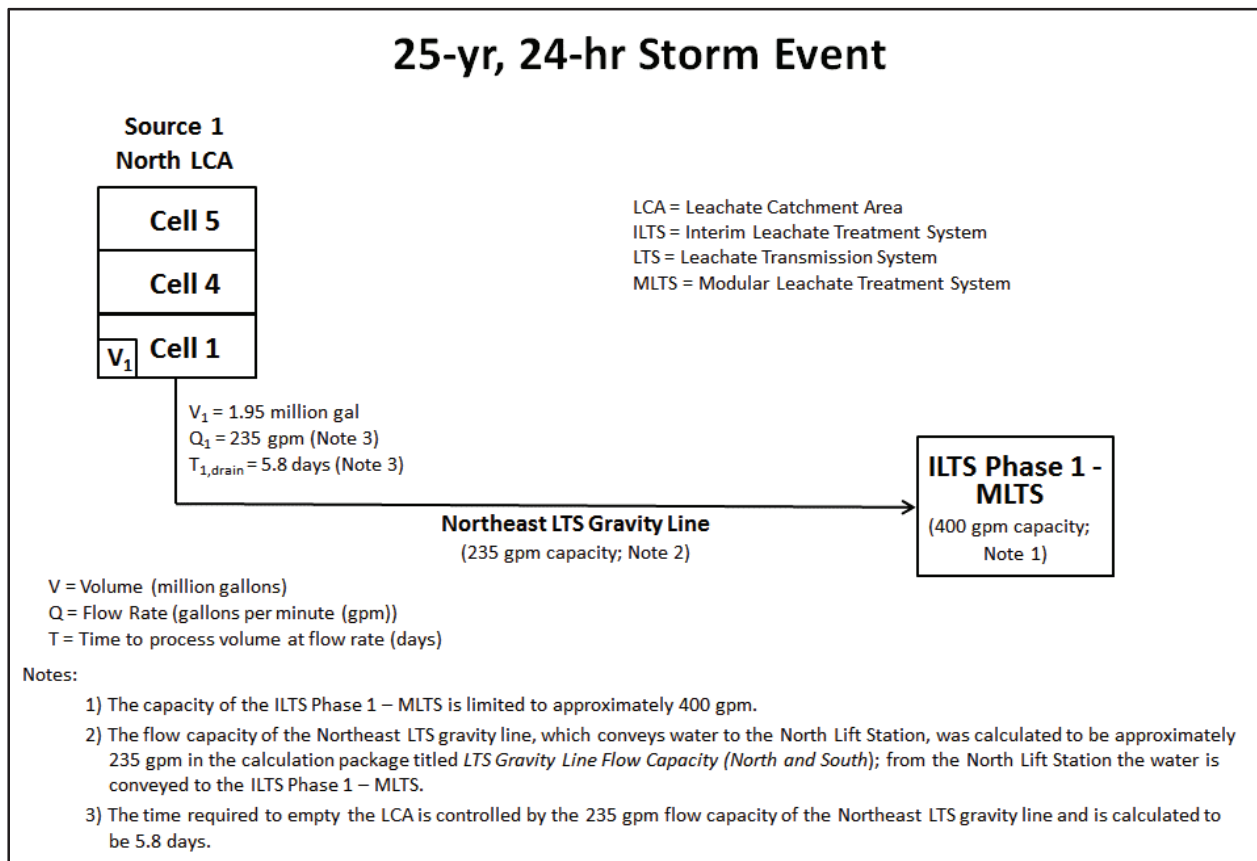 25-yr, 24-hr Storm Event
Source 1
North LCA
Cell 5
Cell 4
V1 Cell 1
LCA = Leachate Catchment Area
ILTS = Interim Leachate Treatment System
LTS = Leachate Transmission System
MLTS = Modular Leachate Treatment System
V1 = 1.95 million gal
Q1 = 235 gpm (Note 3)
T1,drain = 5.8 days (Note 3)
Northeast LTS Gravity Line
(235 gpm capacity; Note 2)
ILTS Phase 1 -
MLTS
(400 gpm capacity;
Note 1)
V = Volume (million gallons)
Q = Flow Rate (gallons per minute (gpm))
T = Time to process volume at flow rate (days)
Notes:
1) The capacity of the ILTS Phase 1 – MLTS is limited to approximately 400 gpm.
2) The flow capacity of the Northeast LTS gravity line, which conveys water to the North Lift Station, was calculated to be approximately
235 gpm in the calculation package titled LTS Gravity Line Flow Capacity (North and South); from the North Lift Station the water is
conveyed to the ILTS Phase 1 – MLTS.
3) The time required to empty the LCA is controlled by the 235 gpm flow capacity of the Northeast LTS gravity line and is calculated to
be 5.8 days.